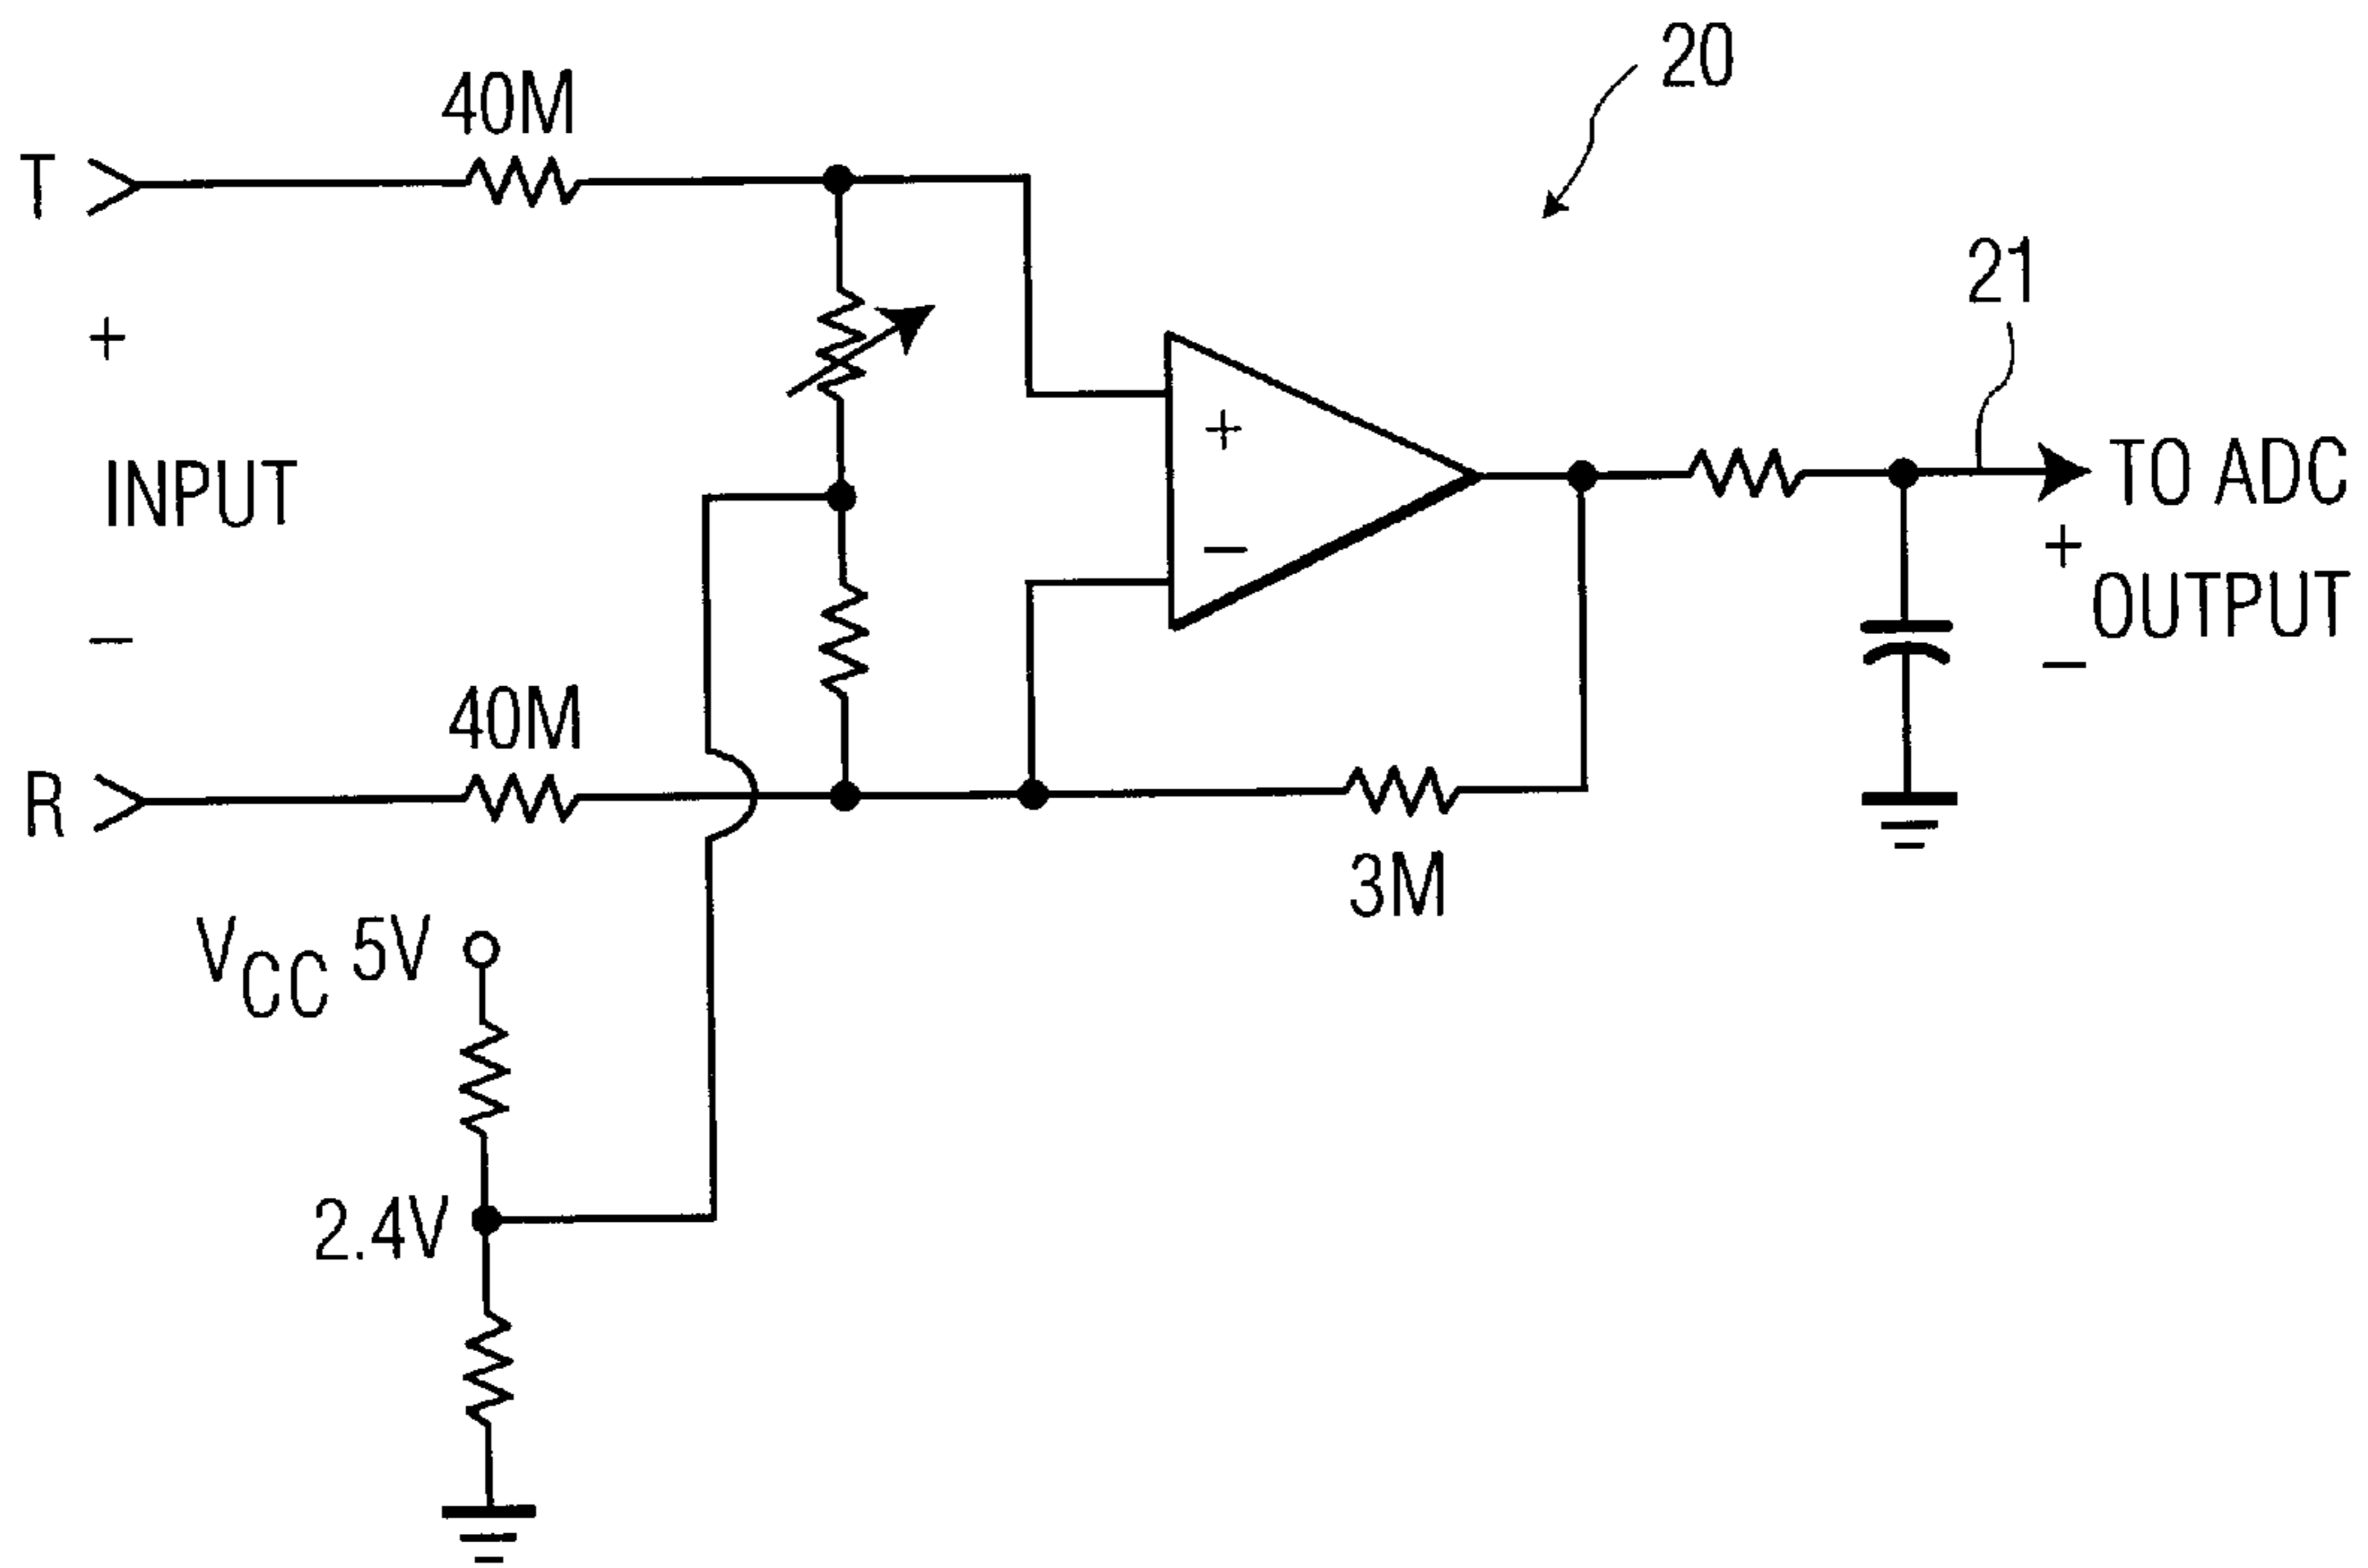 20
40M
T
21
+
+
TO ADC
INPUT
+
−
OUTPUT
−
−
40M
R
3M
VCC 5V
2.4V